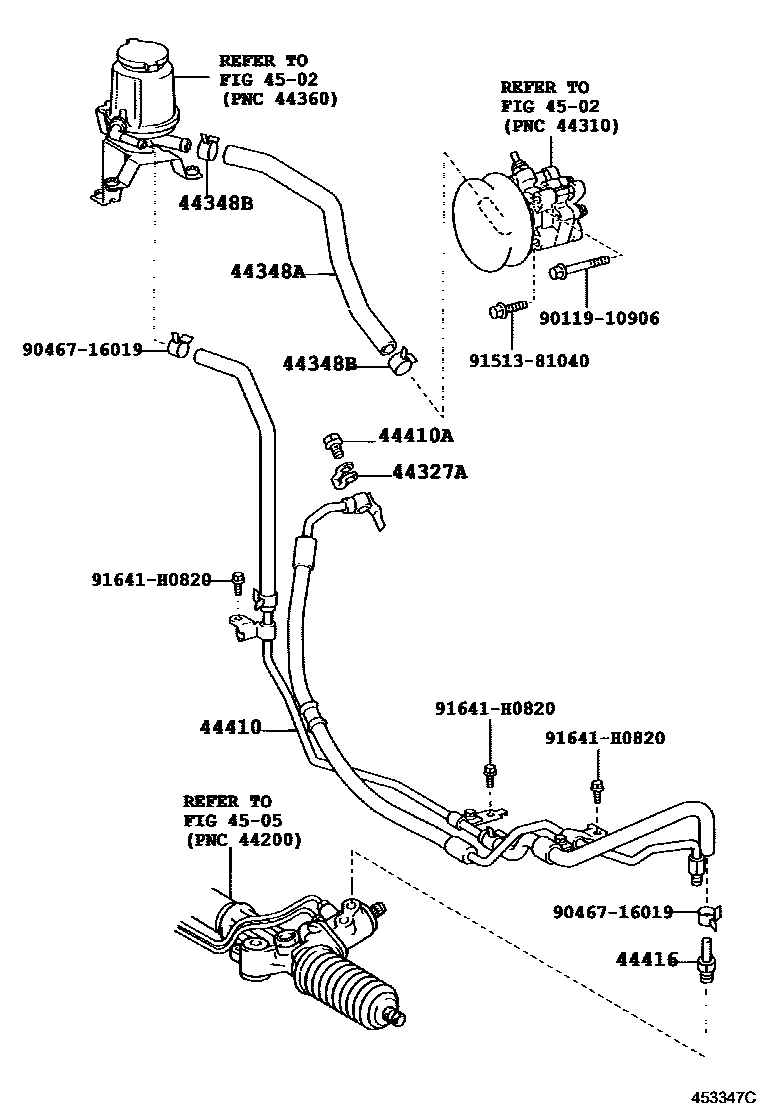 REFER TO
FIG 45-02
(PNC 44360)
REFER TO
FIG 45-02
(PNC 44310)
44348B
44348A
90119-10906
90467-16019
44348B
91513-81040
44410A
44327A
91641-H0820
44410
91641-H0820
91641-H0820
REFER TO
FIG 45-05
(PNC 44200)
90467-16019
44416
453347C